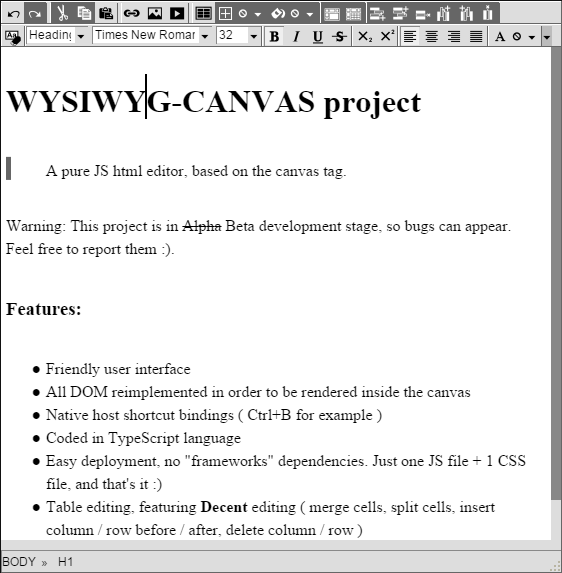 Heading
Times New Roman
32
B I U S X₂ X² A
WYSIWYG-CANVAS project
A pure JS html editor, based on the canvas tag.
Warning: This project is in Alpha Beta development stage, so bugs can appear.
Feel free to report them :).
Features:
● Friendly user interface
● All DOM reimplemented in order to be rendered inside the canvas
● Native host shortcut bindings ( Ctrl+B for example )
● Coded in TypeScript language
● Easy deployment, no "frameworks" dependencies. Just one JS file + 1 CSS
file, and that's it :)
● Table editing, featuring Decent editing ( merge cells, split cells, insert
column / row before / after, delete column / row )
BODY » H1